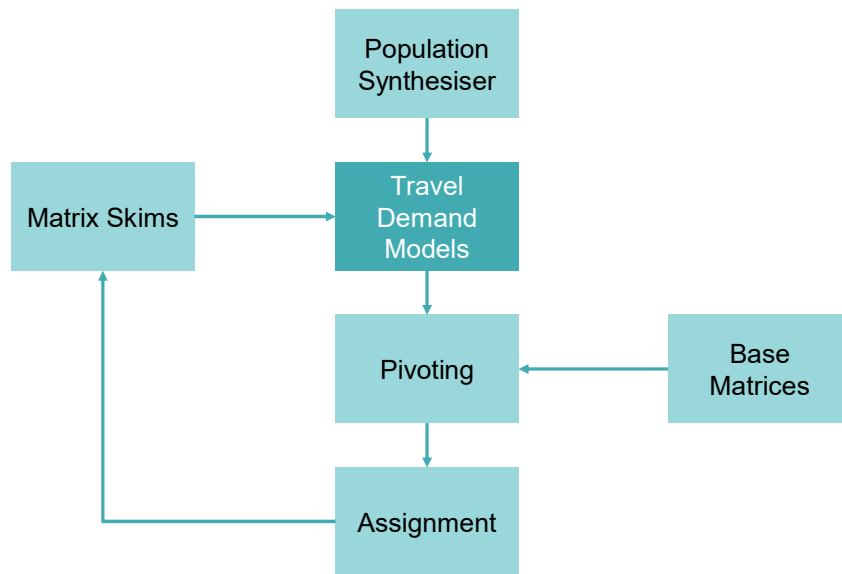 Population
Synthesiser
Matrix Skims
Travel
Demand
Models
Pivoting
Base
Matrices
Assignment